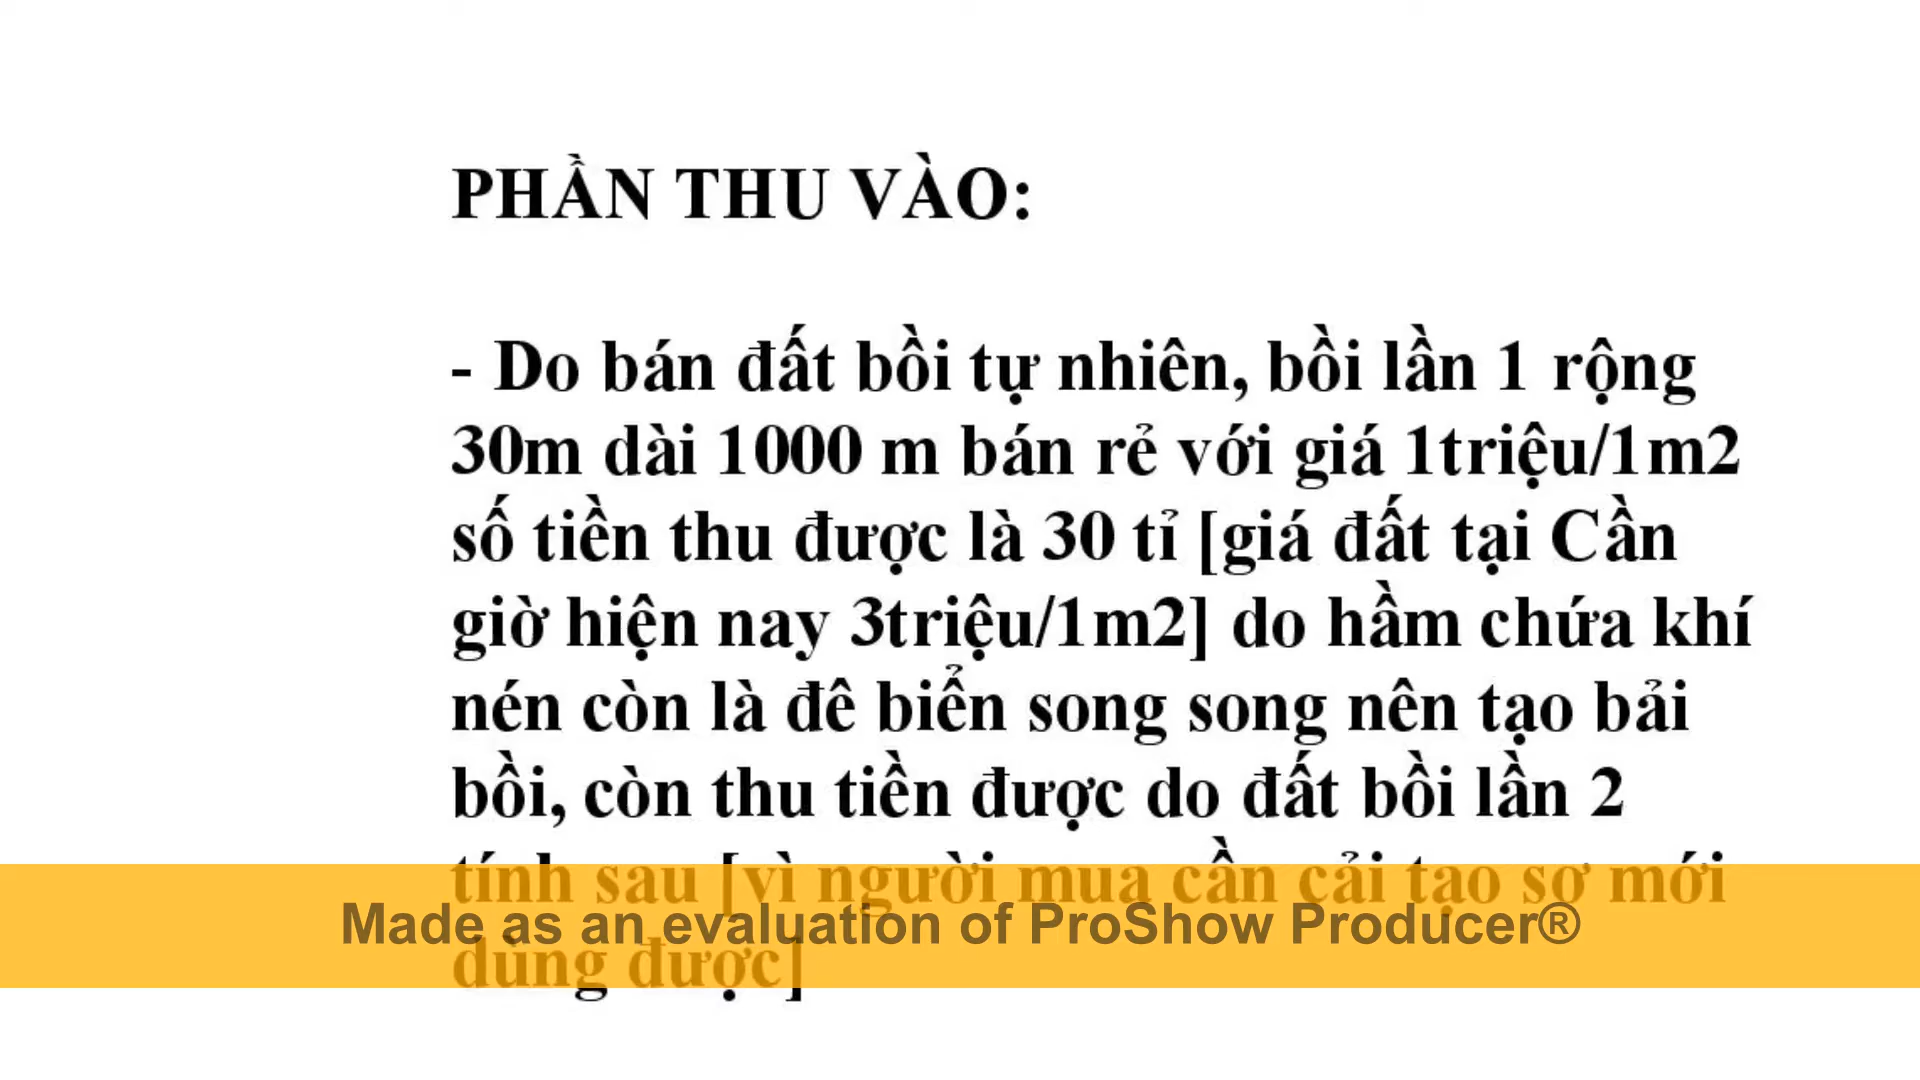 PHẦN THU VÀO:
- Do bán đất bồi tự nhiên, bồi lần 1 rộng
30m dài 1000 m bán rẻ với giá 1triệu/1m2
số tiền thu được là 30 tỉ [giá đất tại Cần
giờ hiện nay 3triệu/1m2] do hầm chứa khí
nén còn là đê biển song song nên tạo bải
bồi, còn thu tiền được do đất bồi lần 2
tính sau [vì người mua cần cải tạo sơ mới
dùng được]
Made as an evaluation of ProShow Producer®